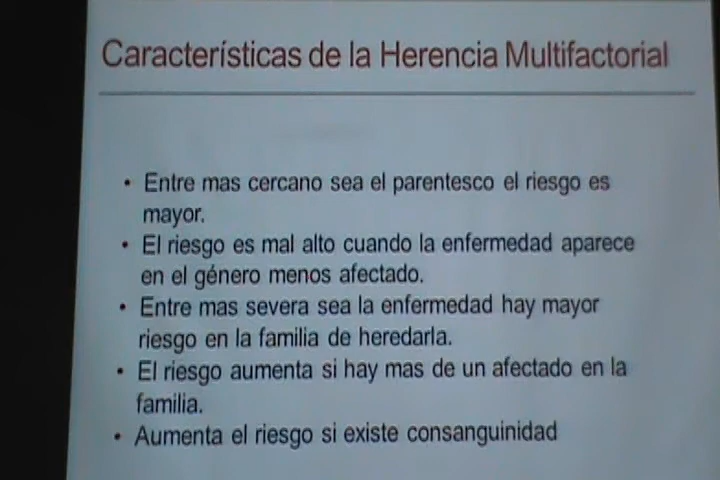 Características de la Herencia Multifactorial
• Entre mas cercano sea el parentesco el riesgo es
mayor.
• El riesgo es mal alto cuando la enfermedad aparece
en el género menos afectado.
• Entre mas severa sea la enfermedad hay mayor
riesgo en la familia de heredarla.
• El riesgo aumenta si hay mas de un afectado en la
familia.
• Aumenta el riesgo si existe consanguinidad